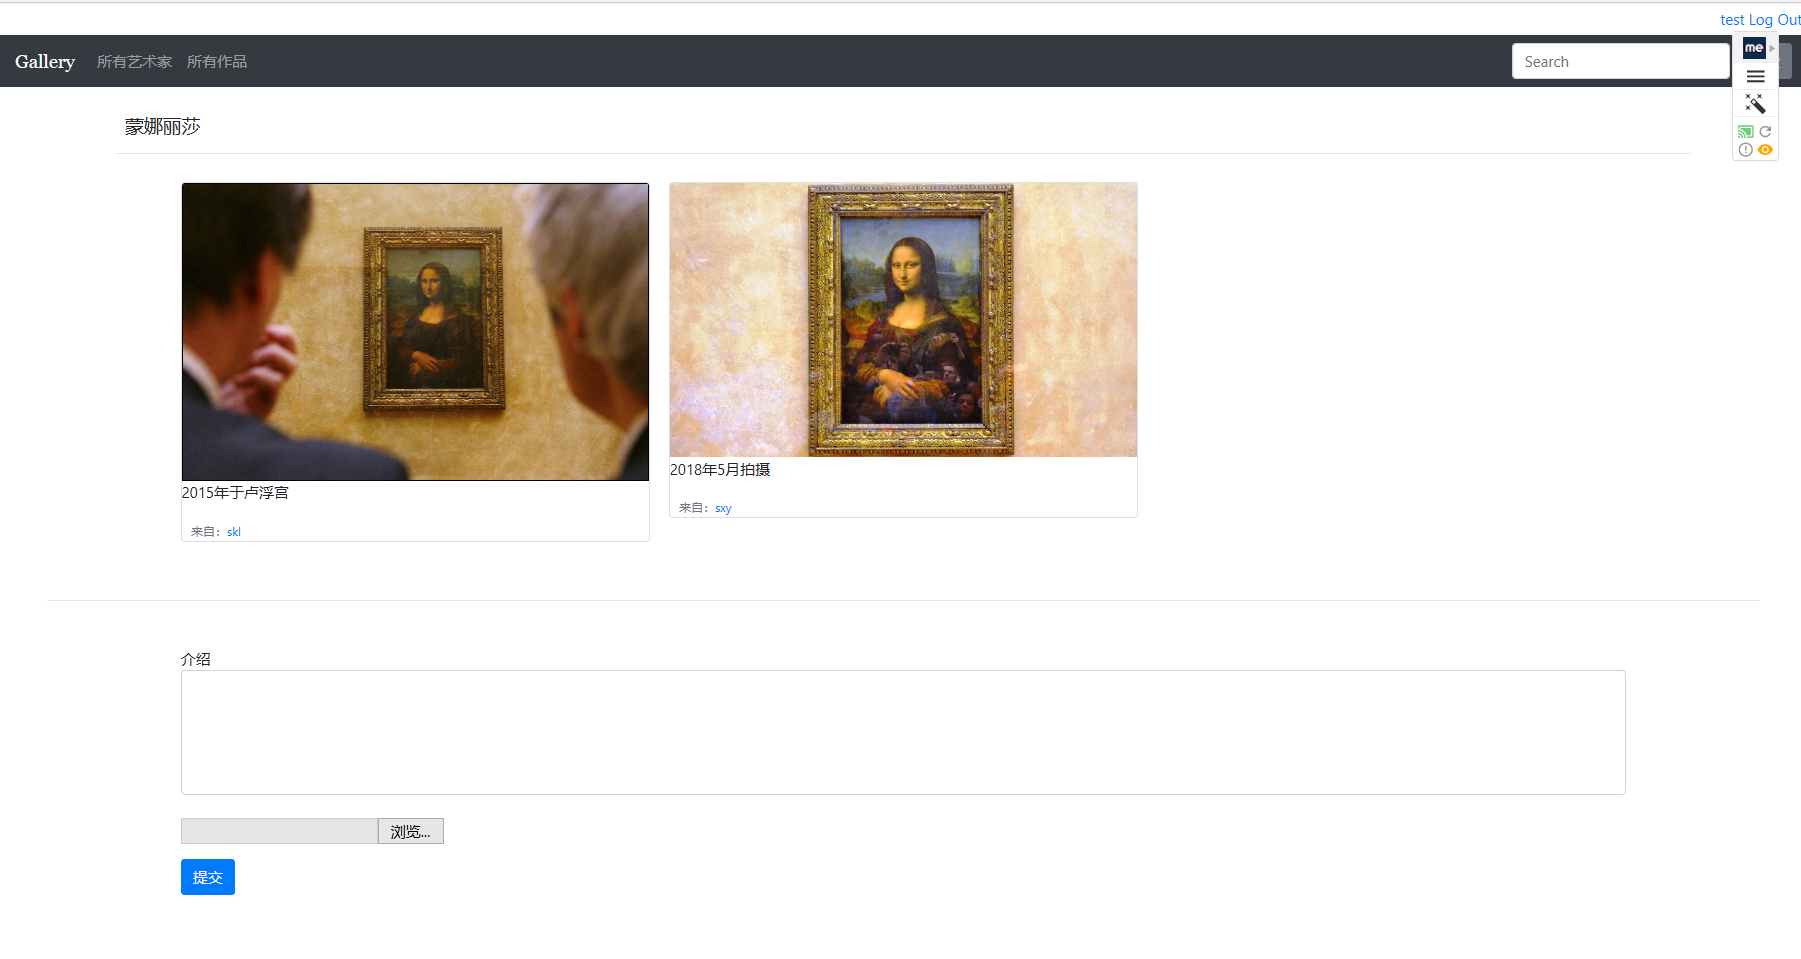 test Log Out
Gallery 所有艺术家 所有作品 Search
me
蒙娜丽莎
2015年于卢浮宫
来自：skl
2018年5月拍摄
来自：sxy
介绍
浏览...
提交